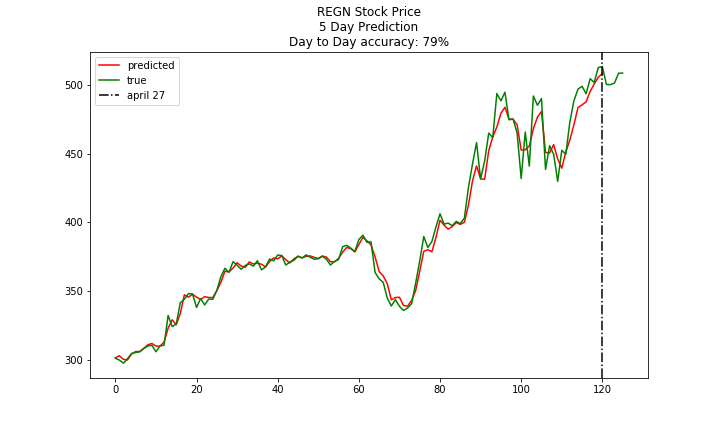 REGN Stock Price
5 Day Prediction
Day to Day accuracy: 79%
predicted
true
april 27
500
450
400
350
300
0 20 40 60 80 100 120